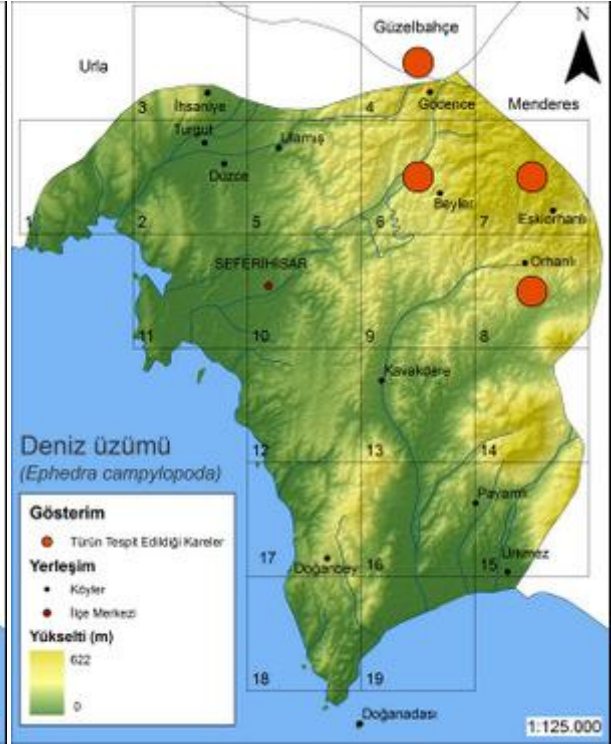 N
Güzelbahçe
Urla
3
İhsaniye
4
Gödence
Menderes
Turgut
Ulamış
Düzce
Beyler
Eskiorhanlı
1
2
5
6
7
SEFERİHİSAR
Orhanlı
11
10
9
8
Kavakdere
Deniz üzümü
(Ephedra campylopoda)
12
13
14
Payamlı
Gösterim
Türün Tespit Edildiği Kareler
Yerleşim
Köyler
İlçe Merkezi
Yükselti (m)
622
0
17
Doğanbey
16
15
Ürkmez
18
19
Doğanadası
1:125.000